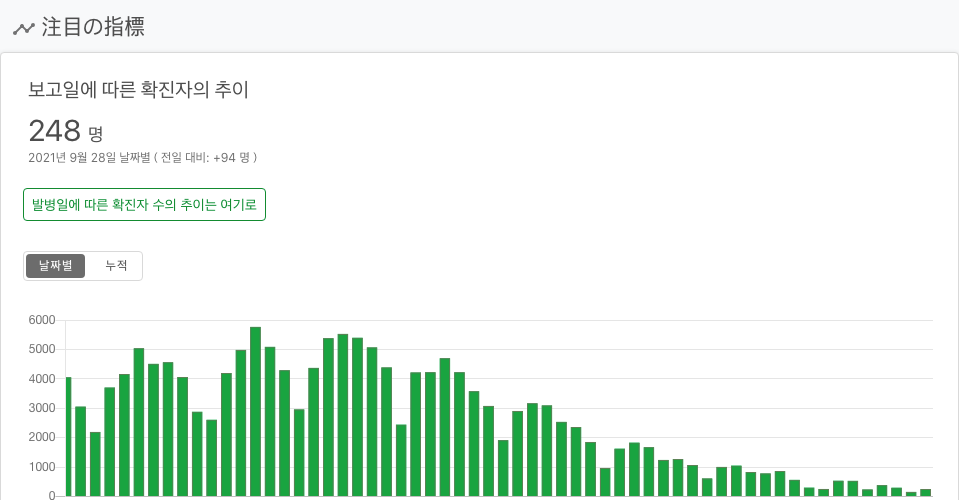 注目の指標
보고일에 따른 확진자의 추이
248 명
2021년 9월 28일 날짜별 ( 전일 대비: +94 명 )
발병일에 따른 확진자 수의 추이는 여기로
날짜별 누적
6000
5000
4000
3000
2000
1000
0